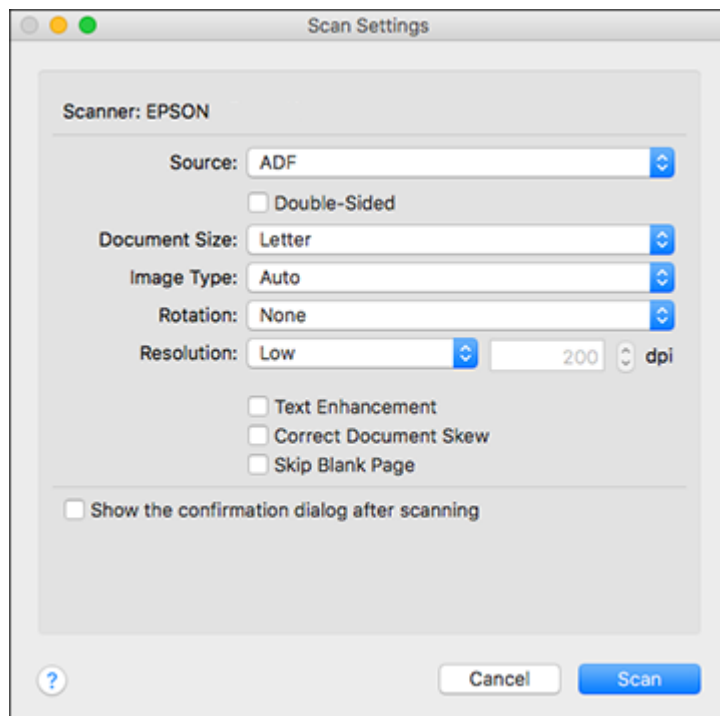 Scan Settings
Scanner: EPSON
Source: ADF
Double-Sided
Document Size: Letter
Image Type: Auto
Rotation: None
Resolution: Low 200 dpi
Text Enhancement
Correct Document Skew
Skip Blank Page
Show the confirmation dialog after scanning
? Cancel Scan